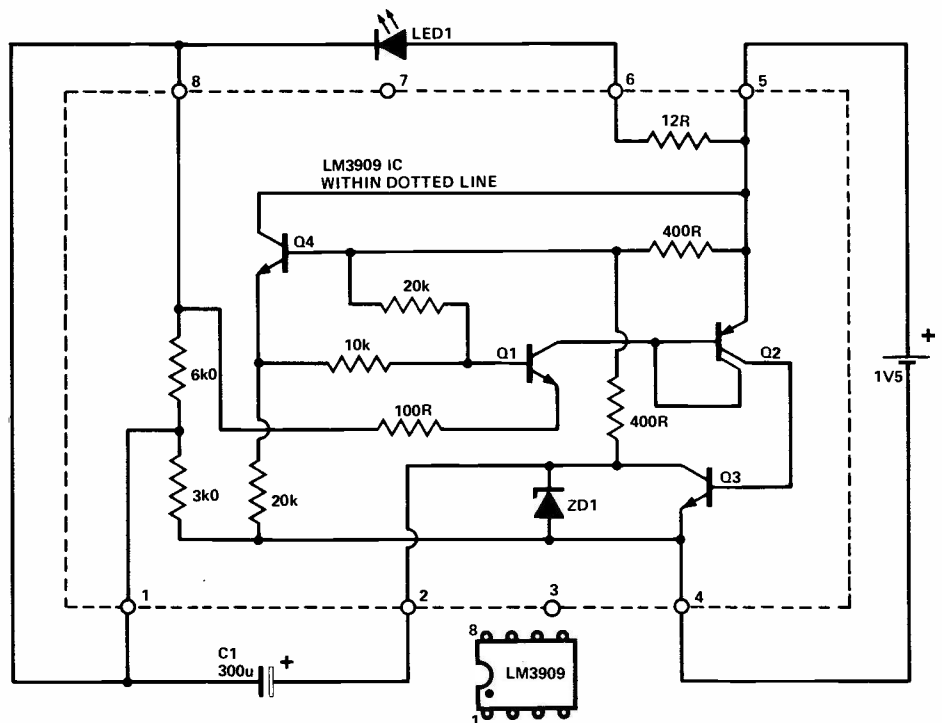 LED1
8
7
6
5
12R
LM3909 IC
WITHIN DOTTED LINE
Q4
400R
20k
10k
Q1
Q2
+
1V5
6k0
100R
400R
3k0
20k
ZD1
Q3
1
2
3
4
C1
300u
+
8
LM3909
1